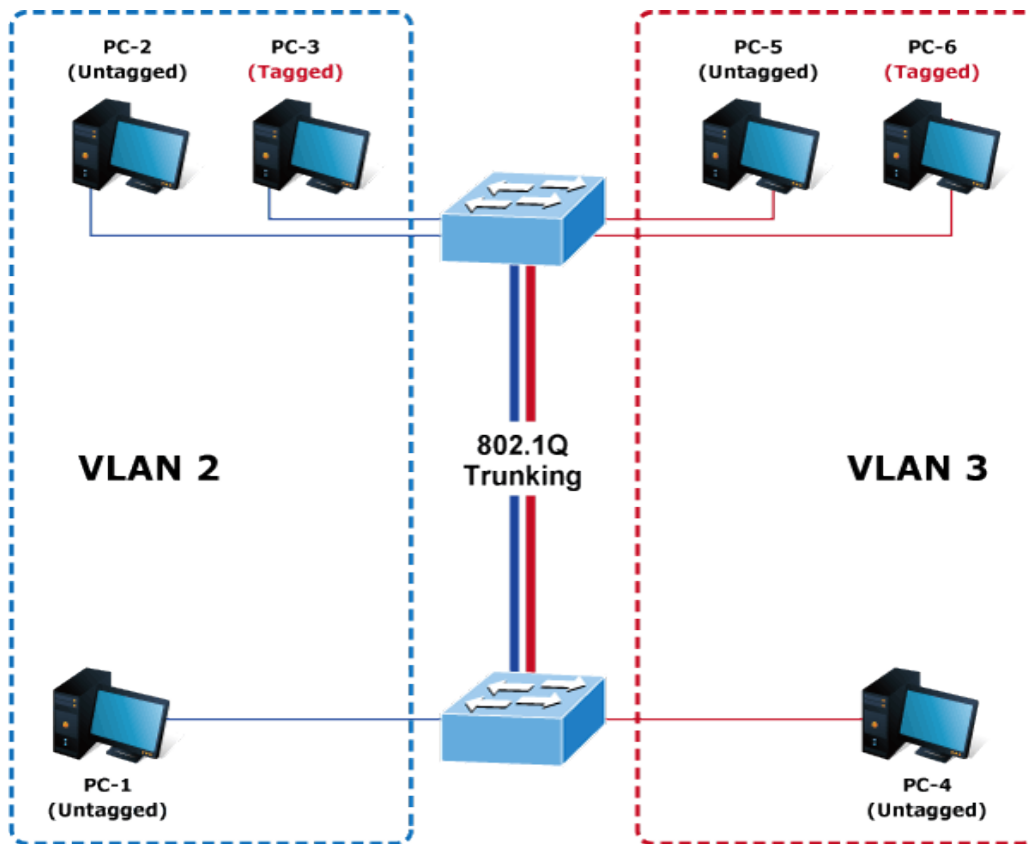 PC-2
(Untagged)
PC-3
(Tagged)
PC-5
(Untagged)
PC-6
(Tagged)
VLAN 2
802.1Q
Trunking
VLAN 3
PC-1
(Untagged)
PC-4
(Untagged)